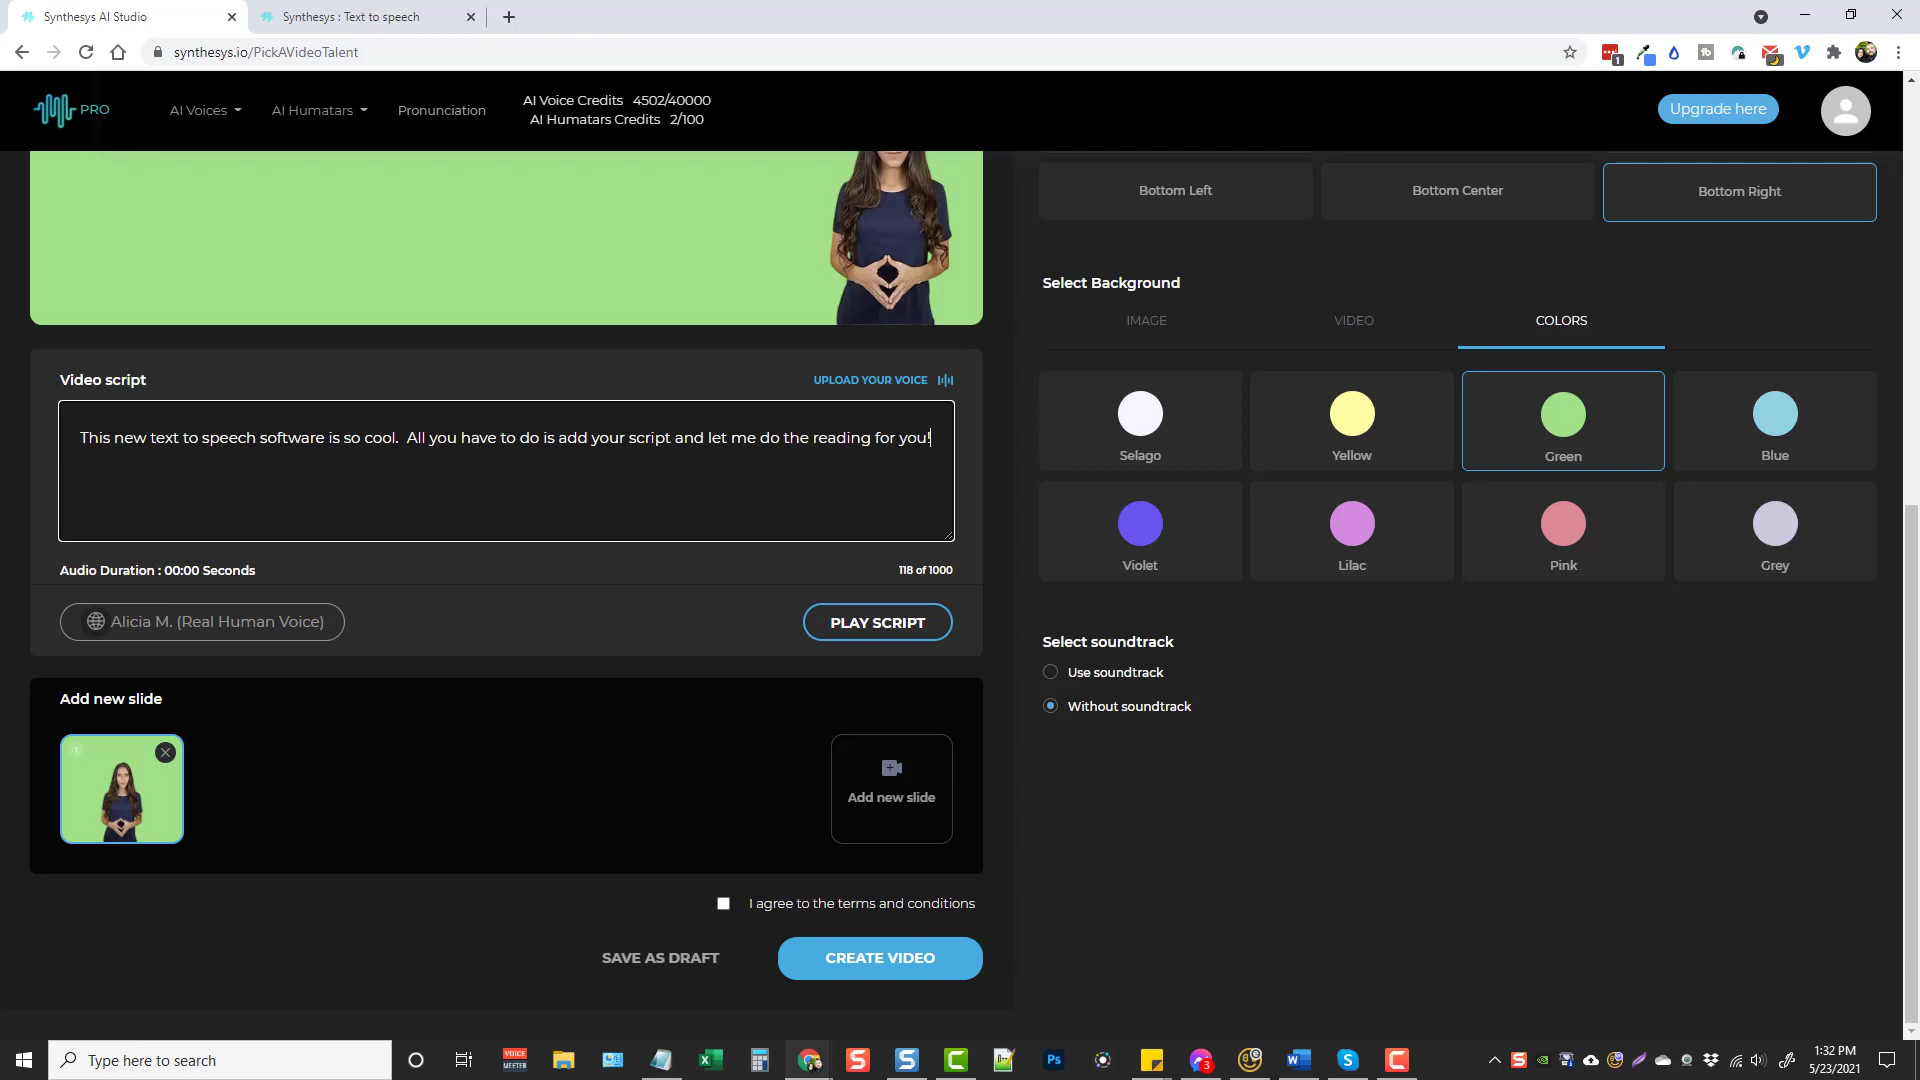 Synthesys AI Studio
Synthesys : Text to speech
synthesys.io/PickAVideoTalent
1
PRO
AI Voices
AI Humatars
Pronunciation
AI Voice Credits 4502/40000
AI Humatars Credits 2/100
Upgrade here
Bottom Left
Bottom Center
Bottom Right
Select Background
IMAGE
VIDEO
COLORS
Selago
Yellow
Green
Blue
Violet
Lilac
Pink
Grey
Select soundtrack
Use soundtrack
Without soundtrack
Video script
UPLOAD YOUR VOICE
This new text to speech software is so cool.  All you have to do is add your script and let me do the reading for you!
Audio Duration : 00:00 Seconds
118 of 1000
Alicia M. (Real Human Voice)
PLAY SCRIPT
Add new slide
1
Add new slide
I agree to the terms and conditions
SAVE AS DRAFT
CREATE VIDEO
Type here to search
VOICE
MEETER
Ps
3
1:32 PM
5/23/2021